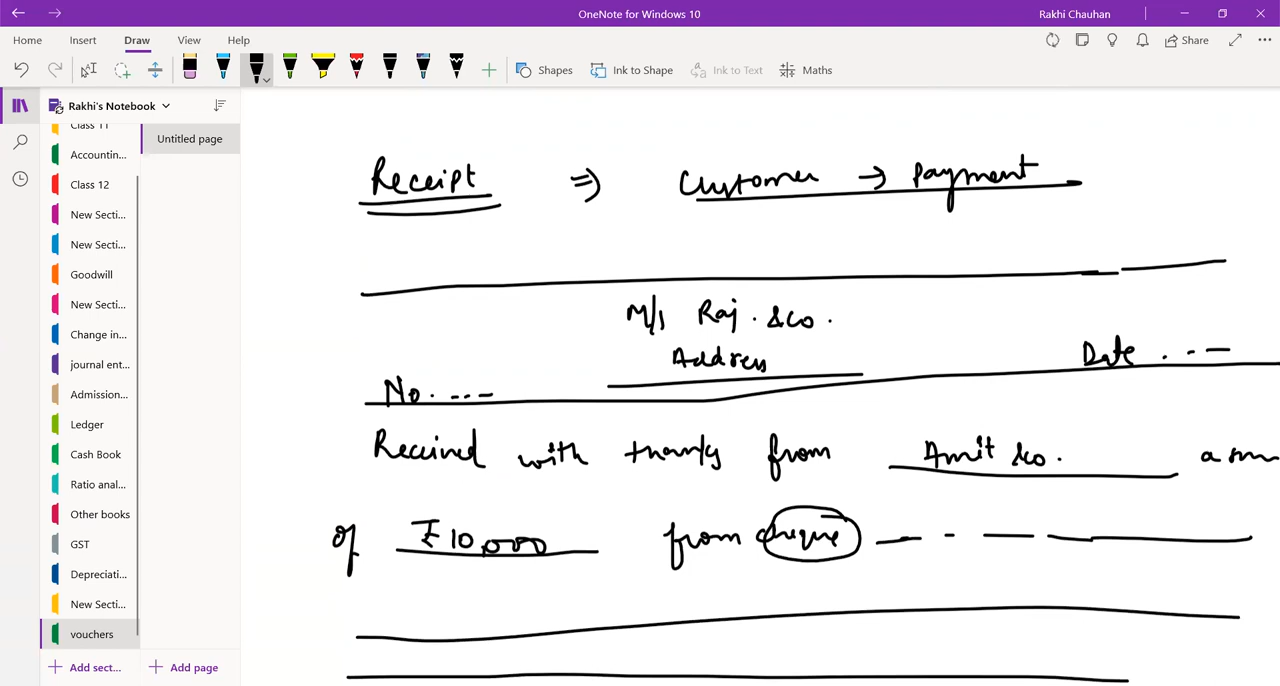 OneNote for Windows 10
Rakhi Chauhan
Home Insert Draw View Help
Share
Shapes Ink to Shape Ink to Text Maths
Rakhi's Notebook
Class 11
Accountin...
Class 12
New Secti...
New Secti...
Goodwill
New Secti...
Change in...
journal ent...
Admission...
Ledger
Cash Book
Ratio anal...
Other books
GST
Depreciati...
New Secti...
vouchers
Add sect...
Untitled page
Add page
Receipt ⇒ Customer → Payment
M/s Raj . &co .
Address
Date . . . —
No. ... —
Received with thanks from Amit &co. a sum
of ₹10,000 from cheque